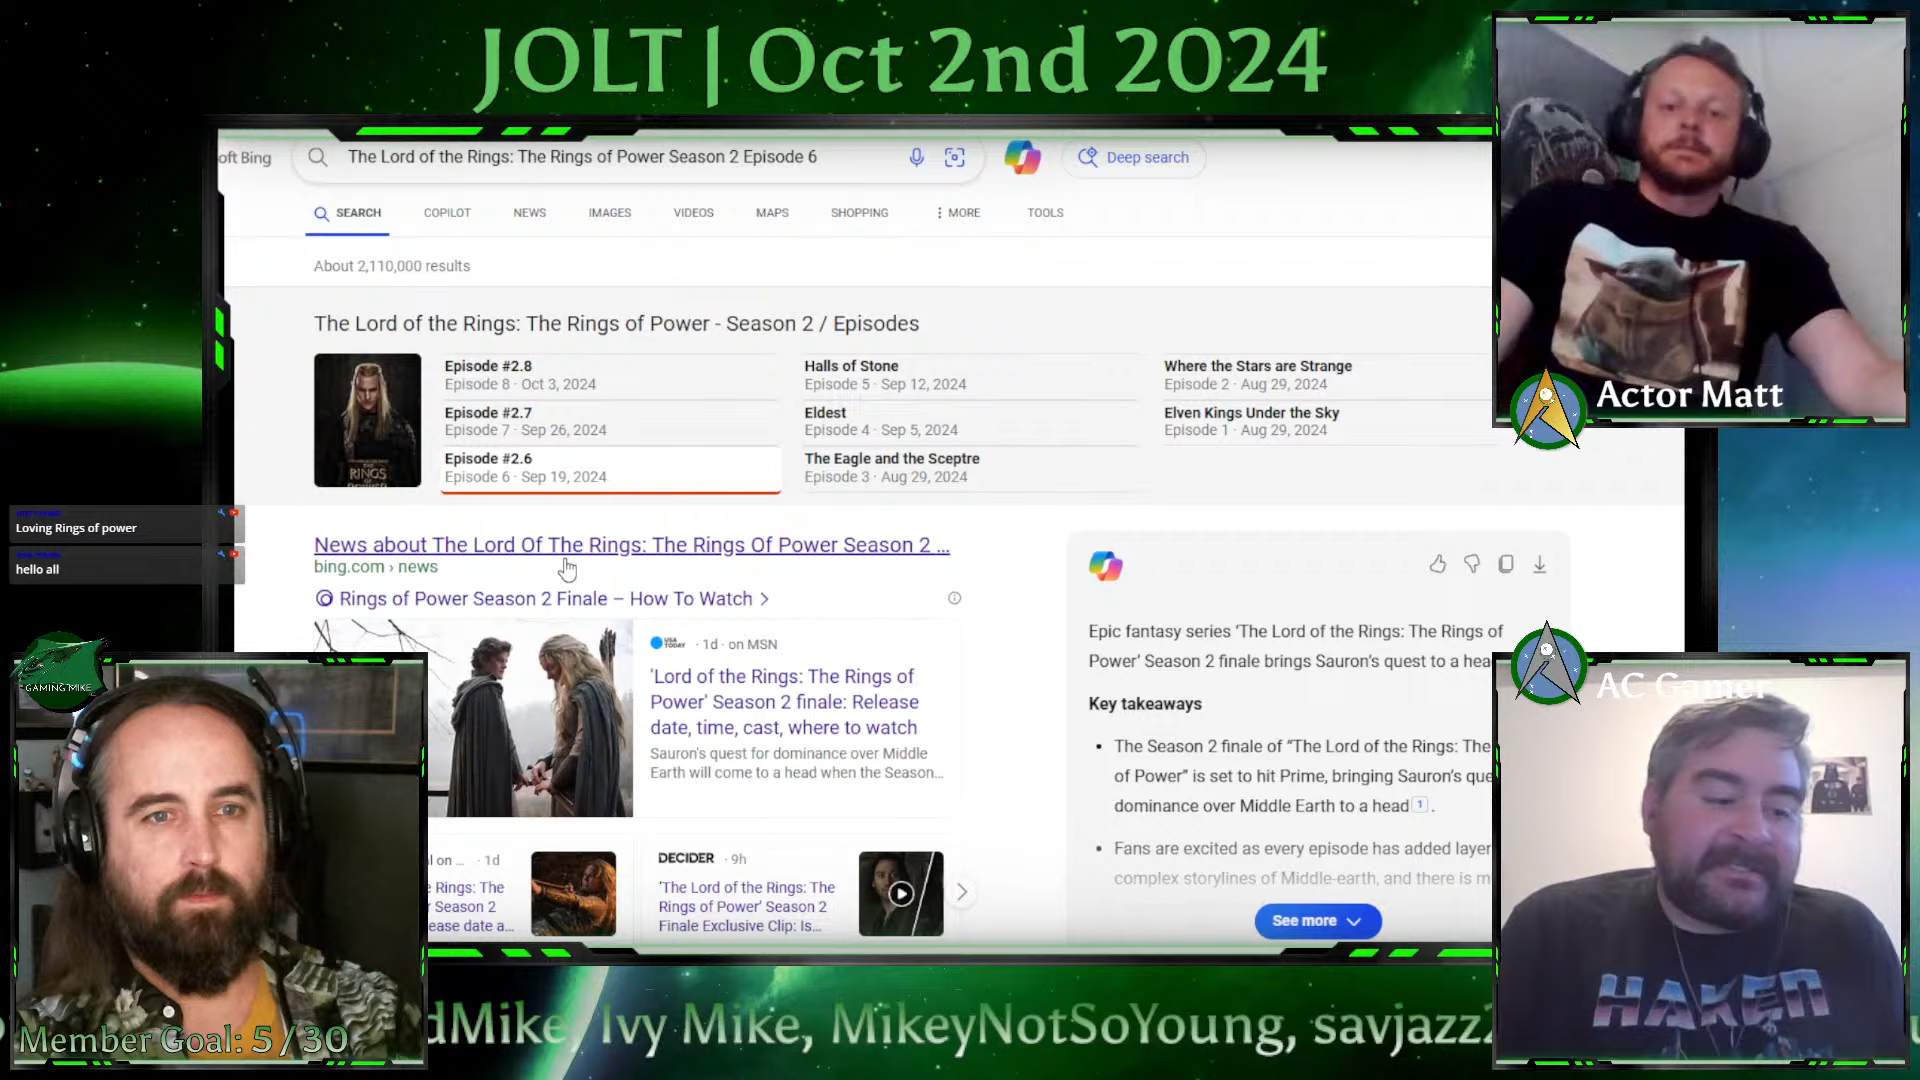 JOLT | Oct 2nd 2024
oft Bing
The Lord of the Rings: The Rings of Power Season 2 Episode 6
Deep search
SEARCH
COPILOT
NEWS
IMAGES
VIDEOS
MAPS
SHOPPING
MORE
TOOLS
About 2,110,000 results
The Lord of the Rings: The Rings of Power - Season 2 / Episodes
Episode #2.8
Episode 8 · Oct 3, 2024
Episode #2.7
Episode 7 · Sep 26, 2024
Episode #2.6
Episode 6 · Sep 19, 2024
Halls of Stone
Episode 5 · Sep 12, 2024
Eldest
Episode 4 · Sep 5, 2024
The Eagle and the Sceptre
Episode 3 · Aug 29, 2024
Where the Stars are Strange
Episode 2 · Aug 29, 2024
Elven Kings Under the Sky
Episode 1 · Aug 29, 2024
THE
RINGS
OF POWER
Actor Matt
Loving Rings of power
hello all
News about The Lord Of The Rings: The Rings Of Power Season 2 ...
bing.com › news
Rings of Power Season 2 Finale – How To Watch >
USA TODAY · 1d · on MSN
'Lord of the Rings: The Rings of
Power' Season 2 finale: Release
date, time, cast, where to watch
Sauron's quest for dominance over Middle
Earth will come to a head when the Season...
l on ... · 1d
e Rings: The
r Season 2
ease date a...
DECIDER · 9h
'The Lord of the Rings: The
Rings of Power' Season 2
Finale Exclusive Clip: Is...
Epic fantasy series 'The Lord of the Rings: The Rings of
Power' Season 2 finale brings Sauron's quest to a hea
Key takeaways
• The Season 2 finale of "The Lord of the Rings: The
of Power" is set to hit Prime, bringing Sauron's que
dominance over Middle Earth to a head 1 .
• Fans are excited as every episode has added layer
complex storylines of Middle-earth, and there is m
See more
GAMING MIKE
AC Gamer
HAKEN
Member Goal: 5/30
dMike, Ivy Mike, MikeyNotSoYoung, savjazz